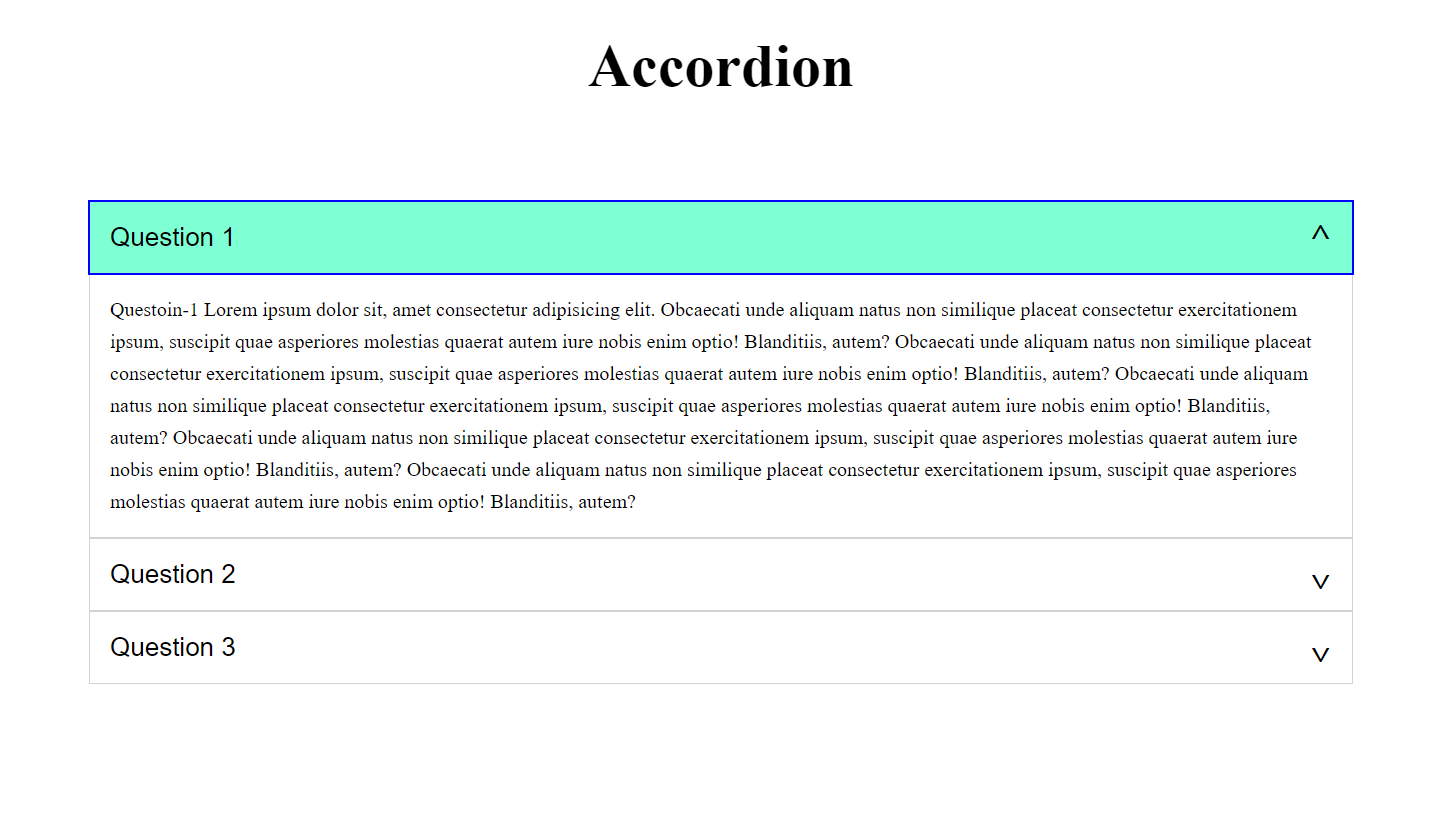 Accordion
Question 1
^
Questoin-1 Lorem ipsum dolor sit, amet consectetur adipisicing elit. Obcaecati unde aliquam natus non similique placeat consectetur exercitationem
ipsum, suscipit quae asperiores molestias quaerat autem iure nobis enim optio! Blanditiis, autem? Obcaecati unde aliquam natus non similique placeat
consectetur exercitationem ipsum, suscipit quae asperiores molestias quaerat autem iure nobis enim optio! Blanditiis, autem? Obcaecati unde aliquam
natus non similique placeat consectetur exercitationem ipsum, suscipit quae asperiores molestias quaerat autem iure nobis enim optio! Blanditiis,
autem? Obcaecati unde aliquam natus non similique placeat consectetur exercitationem ipsum, suscipit quae asperiores molestias quaerat autem iure
nobis enim optio! Blanditiis, autem? Obcaecati unde aliquam natus non similique placeat consectetur exercitationem ipsum, suscipit quae asperiores
molestias quaerat autem iure nobis enim optio! Blanditiis, autem?
Question 2
Question 3